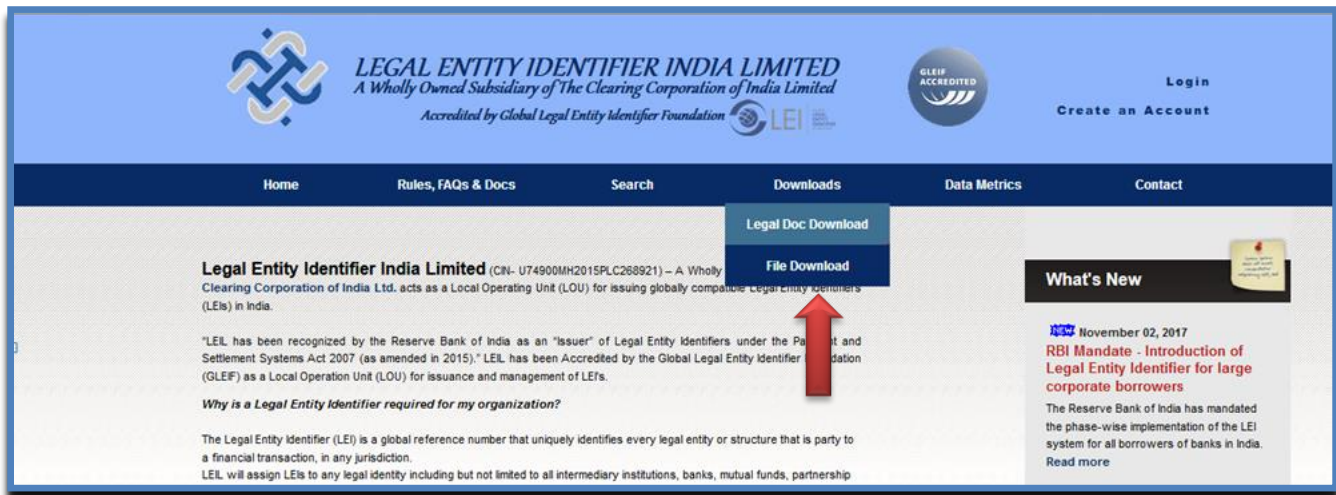 LEGAL ENTITY IDENTIFIER INDIA LIMITED
A Wholly Owned Subsidiary of The Clearing Corporation of India Limited
Accredited by Global Legal Entity Identifier Foundation
LEI
GLEIF
ACCREDITED
Login
Create an Account
Home
Rules, FAQs & Docs
Search
Downloads
Data Metrics
Contact
Legal Doc Download
File Download
Legal Entity Identifier India Limited (CIN- U74900MH2015PLC268921) – A Wholly
Clearing Corporation of India Ltd. acts as a Local Operating Unit (LOU) for issuing globally compatible Legal Entity Identifiers
(LEIs) in India.
"LEIL has been recognized by the Reserve Bank of India as an "Issuer" of Legal Entity Identifiers under the Pa nt and
Settlement Systems Act 2007 (as amended in 2015)." LEIL has been Accredited by the Global Legal Entity Identifier dation
(GLEIF) as a Local Operation Unit (LOU) for issuance and management of LEI's.
Why is a Legal Entity Identifier required for my organization?
The Legal Entity Identifier (LEI) is a global reference number that uniquely identifies every legal entity or structure that is party to
a financial transaction, in any jurisdiction.
LEIL will assign LEIs to any legal identity including but not limited to all intermediary institutions, banks, mutual funds, partnership
What's New
NEW November 02, 2017
RBI Mandate - Introduction of
Legal Entity Identifier for large
corporate borrowers
The Reserve Bank of India has mandated
the phase-wise implementation of the LEI
system for all borrowers of banks in India.
Read more